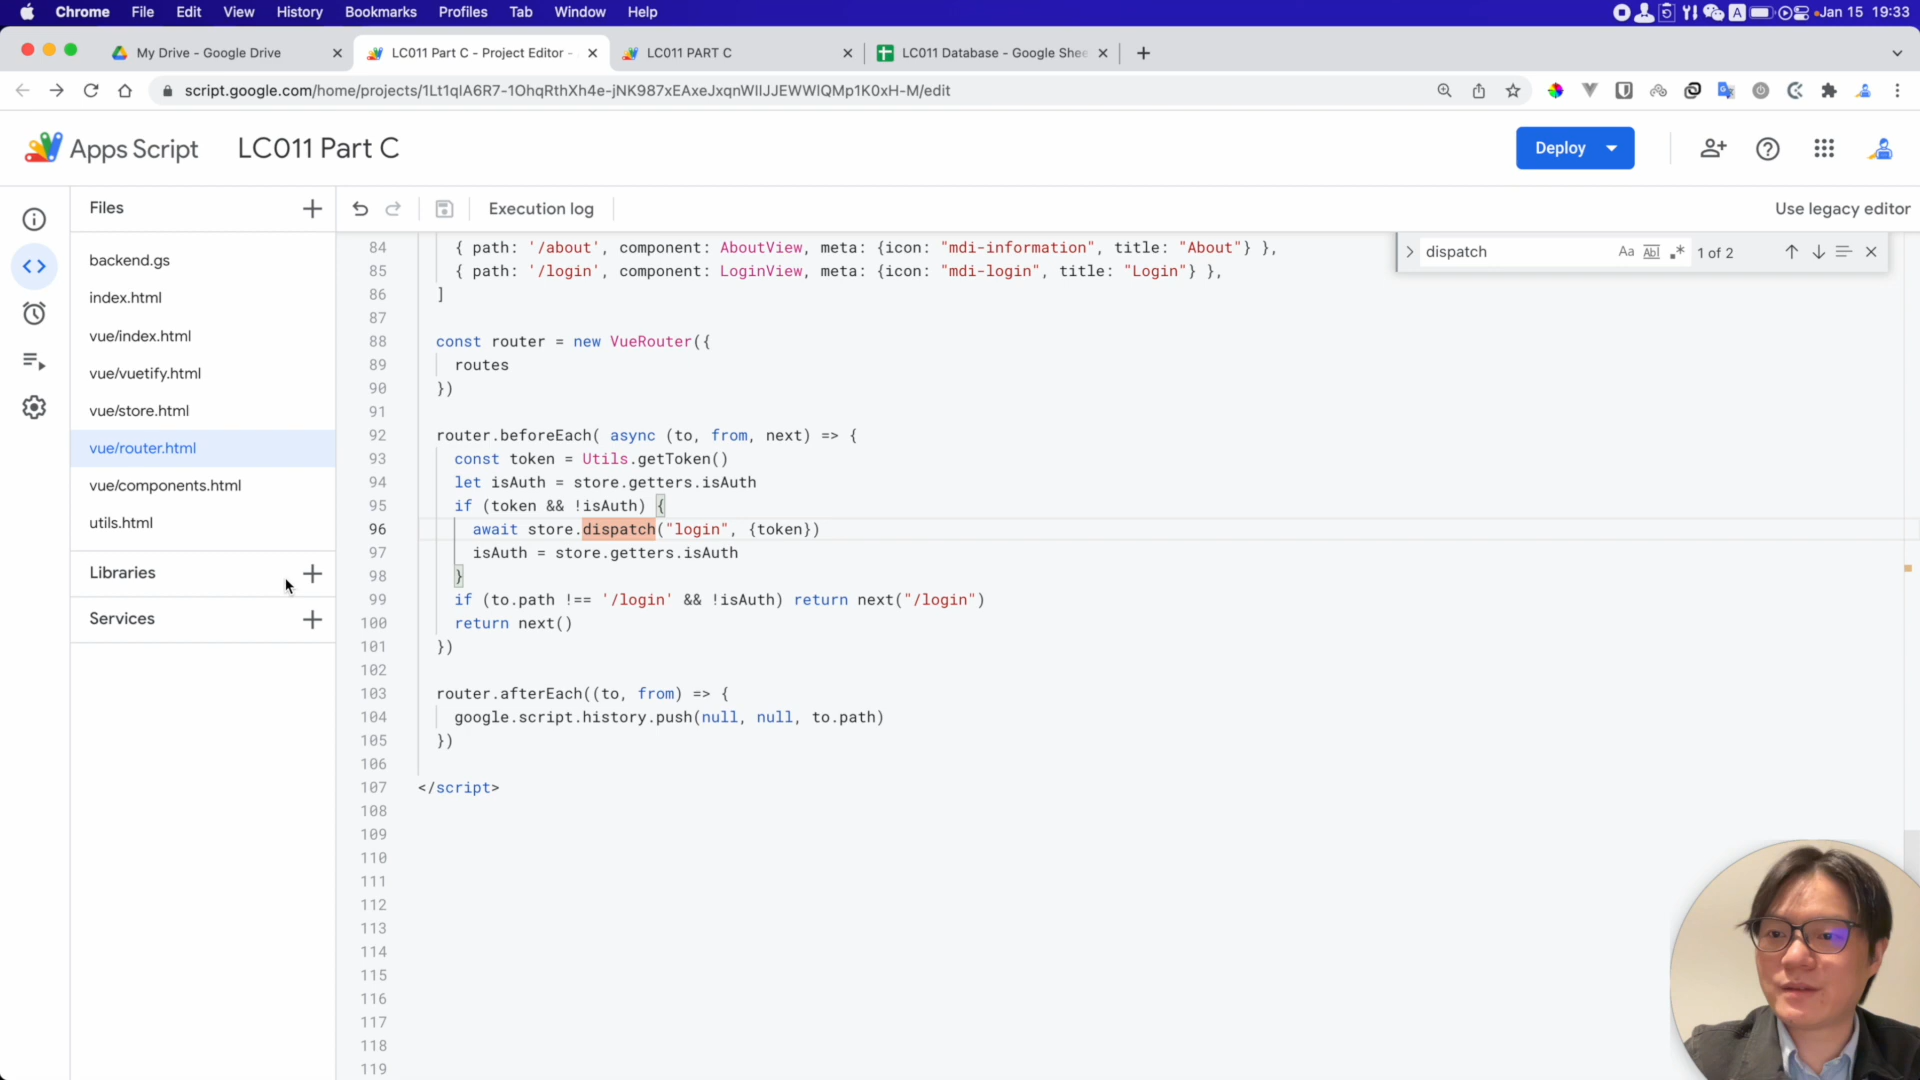 Chrome File Edit View History Bookmarks Profiles Tab Window Help
A Jan 15 19:33
My Drive - Google Drive
LC011 Part C - Project Editor -
LC011 PART C
LC011 Database - Google Shee
script.google.com/home/projects/1Lt1qIA6R7-1OhqRthXh4e-jNK987xEAxeJxqnWIIJJEWWIQMp1K0xH-M/edit
Apps Script LC011 Part C
Deploy
Files
Execution log
Use legacy editor
backend.gs
index.html
vue/index.html
vue/vuetify.html
vue/store.html
vue/router.html
vue/components.html
utils.html
Libraries
Services
dispatch Aa Abl .* 1 of 2
84 { path: '/about', component: AboutView, meta: {icon: "mdi-information", title: "About"} },
85 { path: '/login', component: LoginView, meta: {icon: "mdi-login", title: "Login"} },
86 ]
87
88 const router = new VueRouter({
89 routes
90 })
91
92 router.beforeEach( async (to, from, next) => {
93 const token = Utils.getToken()
94 let isAuth = store.getters.isAuth
95 if (token && !isAuth) {
96 await store.dispatch("login", {token})
97 isAuth = store.getters.isAuth
98 }
99 if (to.path !== '/login' && !isAuth) return next("/login")
100 return next()
101 })
102
103 router.afterEach((to, from) => {
104 google.script.history.push(null, null, to.path)
105 })
106
107 </script>
108
109
110
111
112
113
114
115
116
117
118
119